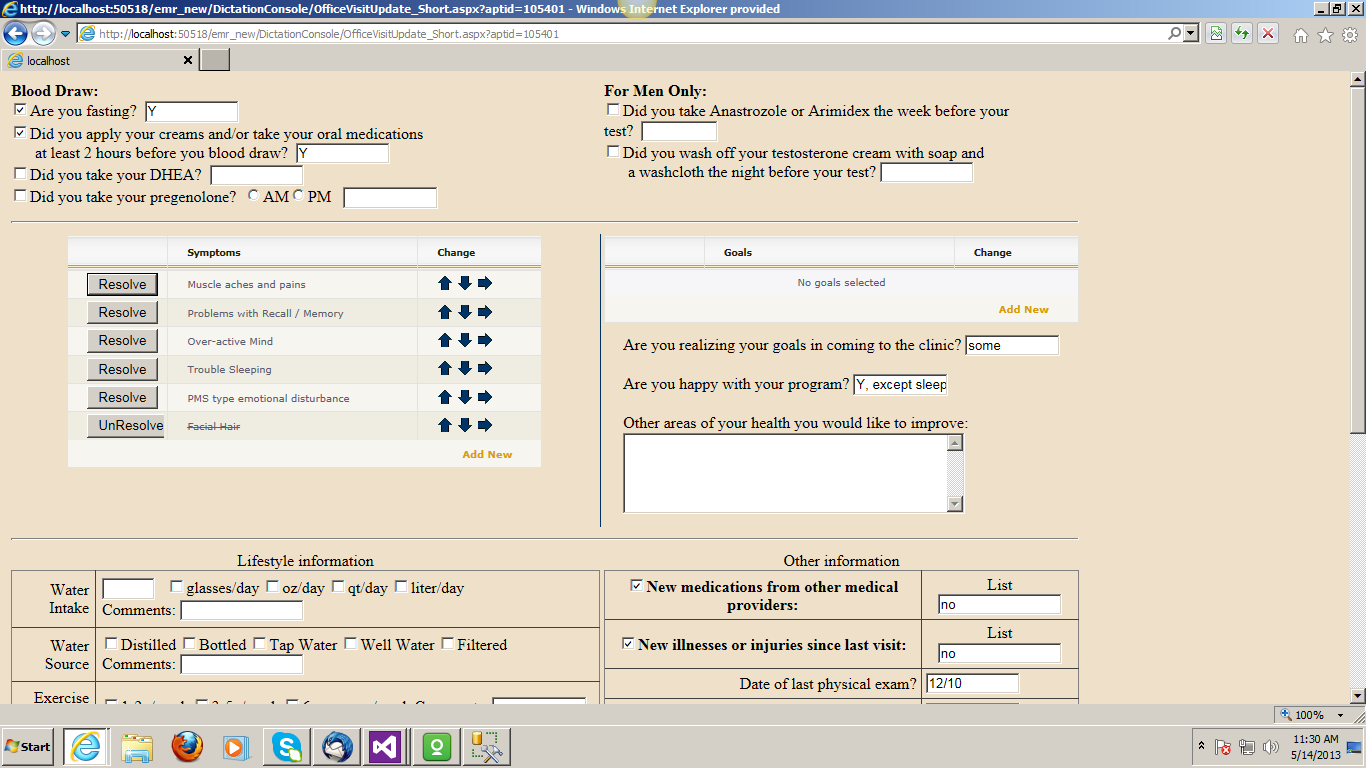 http://localhost:50518/emr_new/DictationConsole/OfficeVisitUpdate_Short.aspx?aptid=105401 - Windows Internet Explorer provided
http://localhost:50518/emr_new/DictationConsole/OfficeVisitUpdate_Short.aspx?aptid=105401
localhost
Blood Draw:
Are you fasting? Y
Did you apply your creams and/or take your oral medications
at least 2 hours before you blood draw? Y
Did you take your DHEA?
Did you take your pregenolone? AM PM
For Men Only:
Did you take Anastrozole or Arimidex the week before your
test?
Did you wash off your testosterone cream with soap and
a washcloth the night before your test?
Symptoms Change
Resolve Muscle aches and pains
Resolve Problems with Recall / Memory
Resolve Over-active Mind
Resolve Trouble Sleeping
Resolve PMS type emotional disturbance
UnResolve Facial Hair
Add New
Goals Change
No goals selected
Add New
Are you realizing your goals in coming to the clinic? some
Are you happy with your program? Y, except sleep
Other areas of your health you would like to improve:
Lifestyle information
Water Intake glasses/day oz/day qt/day liter/day
Comments:
Water Source Distilled Bottled Tap Water Well Water Filtered
Comments:
Exercise
Other information
New medications from other medical providers: List
no
New illnesses or injuries since last visit: List
no
Date of last physical exam? 12/10
100%
Start
11:30 AM
5/14/2013